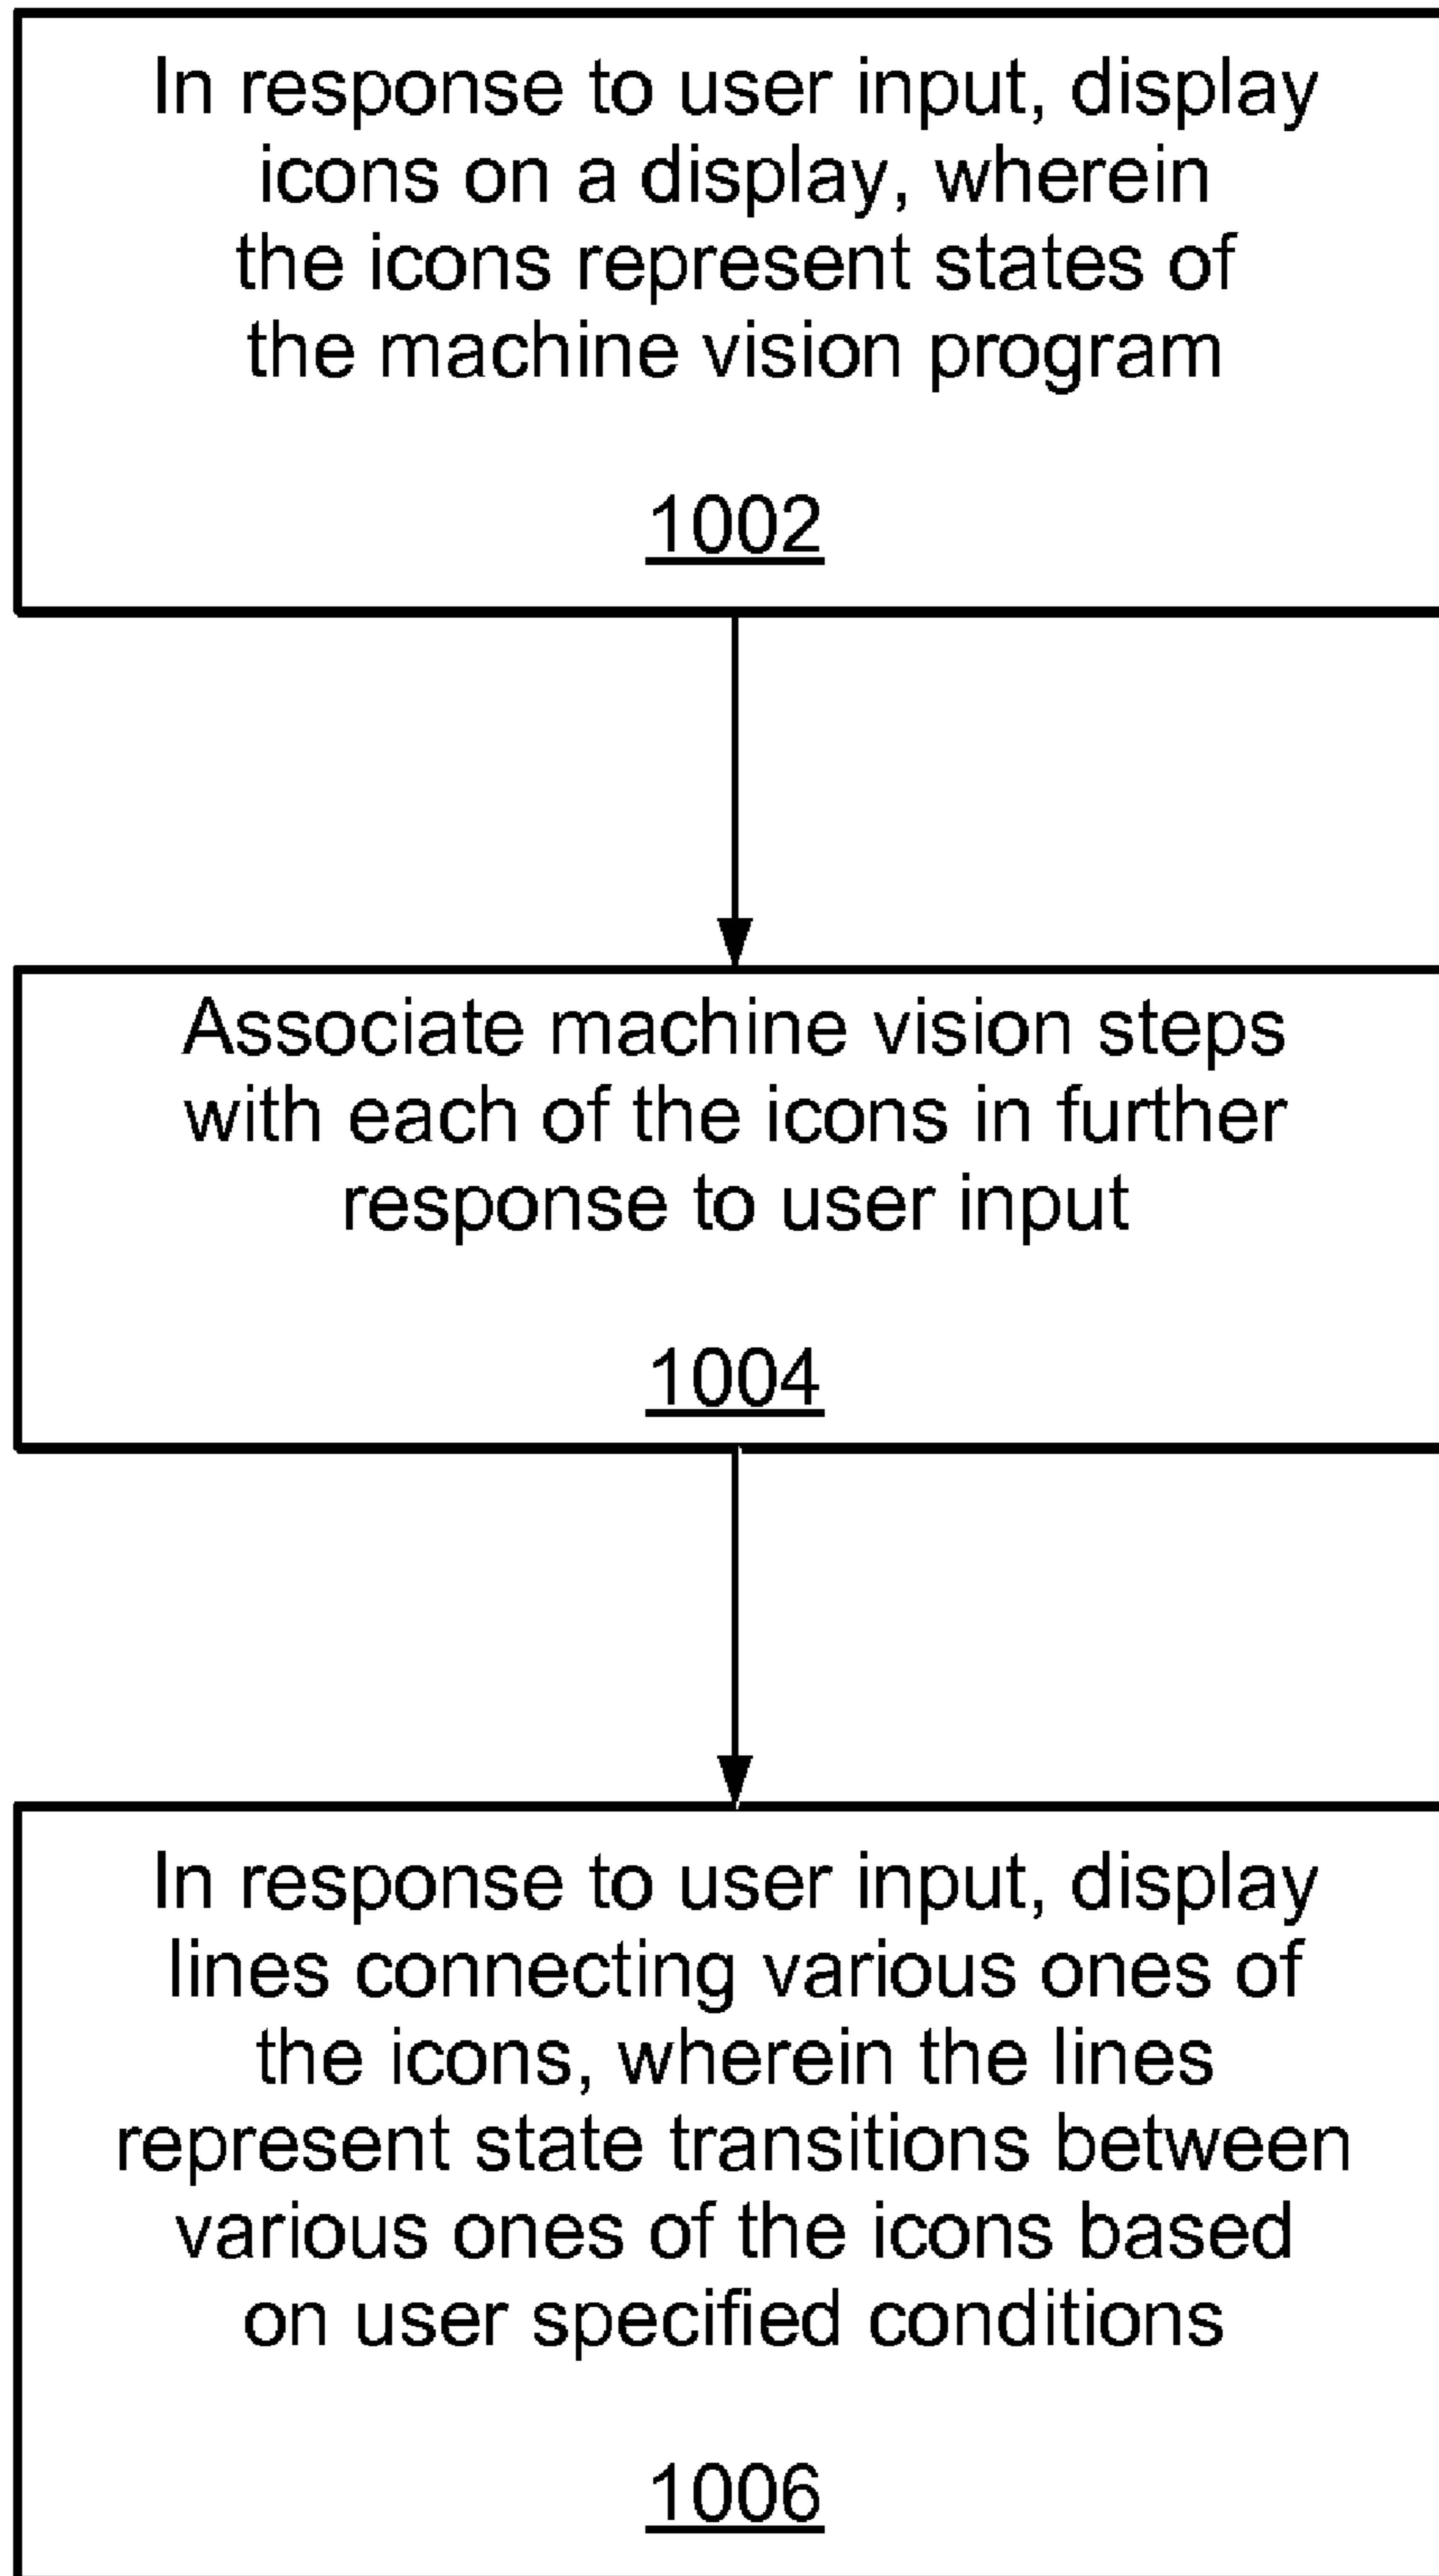 In response to user input, display
icons on a display, wherein
the icons represent states of
the machine vision program
1002
Associate machine vision steps
with each of the icons in further
response to user input
1004
In response to user input, display
lines connecting various ones of
the icons, wherein the lines
represent state transitions between
various ones of the icons based
on user specified conditions
1006